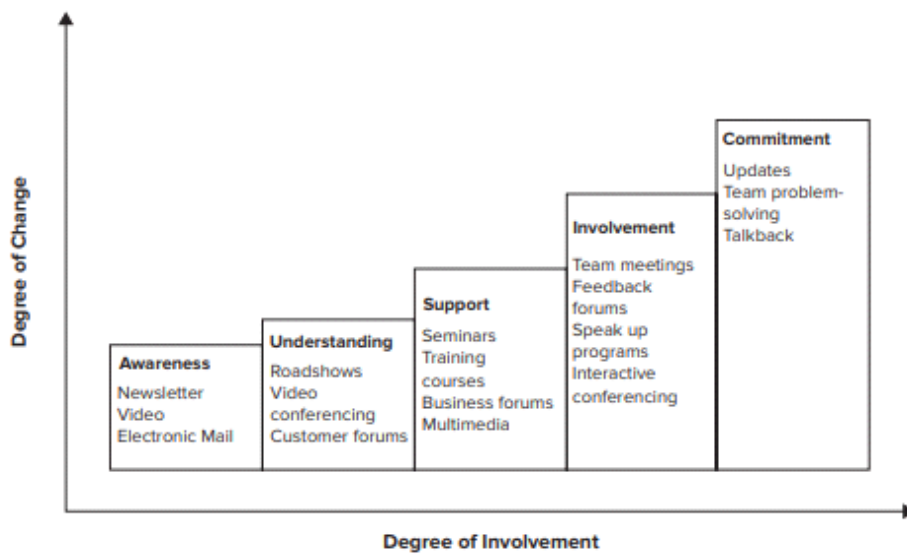 Degree of Change
Awareness
Newsletter
Video
Electronic Mail
Understanding
Roadshows
Video
conferencing
Customer forums
Support
Seminars
Training
courses
Business forums
Multimedia
Involvement
Team meetings
Feedback
forums
Speak up
programs
Interactive
conferencing
Commitment
Updates
Team problem-
solving
Talkback
Degree of Involvement